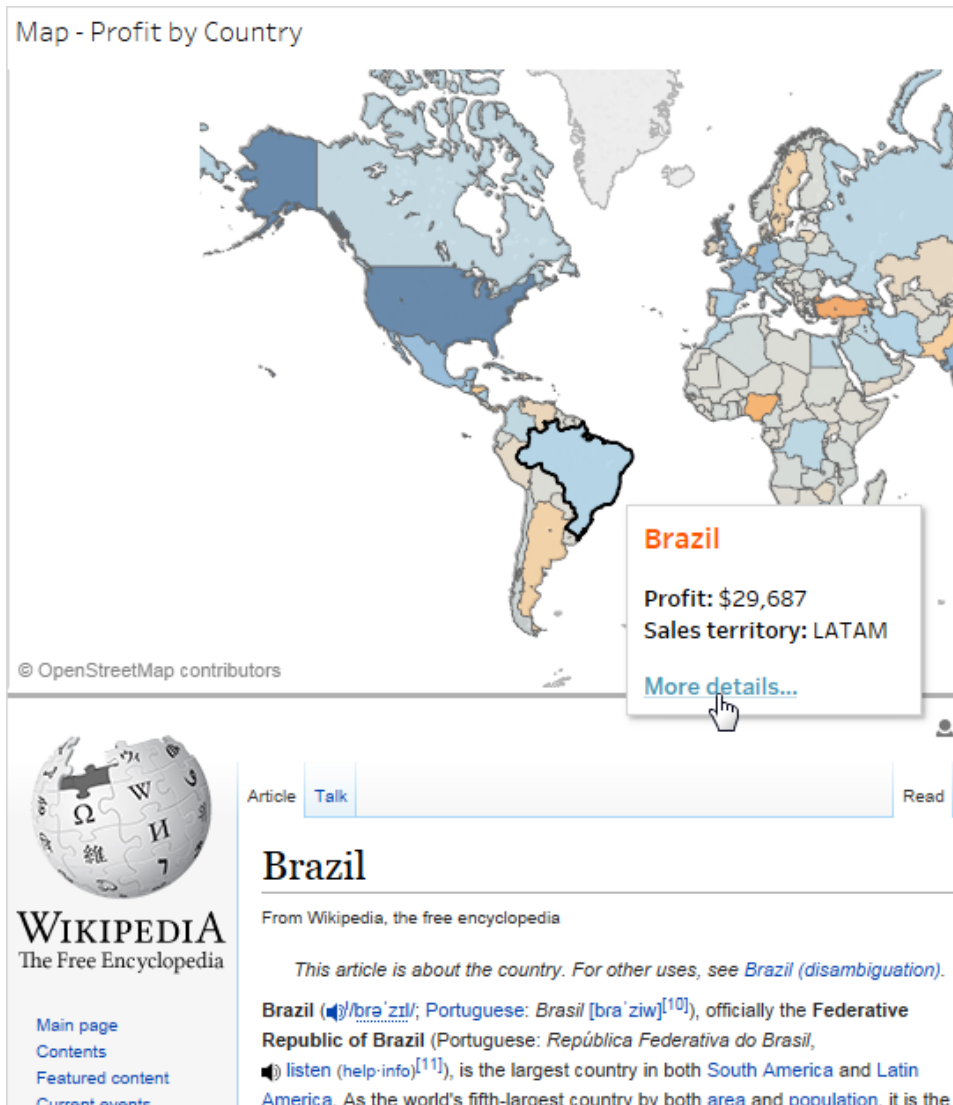 Map - Profit by Country
Brazil
Profit: $29,687
Sales territory: LATAM
More details...
© OpenStreetMap contributors
Ω
W
И
維
7
WIKIPEDIA
The Free Encyclopedia
Main page
Contents
Featured content
Current events
Article Talk Read
Brazil
From Wikipedia, the free encyclopedia
This article is about the country. For other uses, see Brazil (disambiguation).
Brazil (/brəˈzɪl/; Portuguese: Brasil [bɾaˈziw][10]), officially the Federative
Republic of Brazil (Portuguese: República Federativa do Brasil,
listen (help·info)[11]), is the largest country in both South America and Latin
America. As the world's fifth-largest country by both area and population, it is the